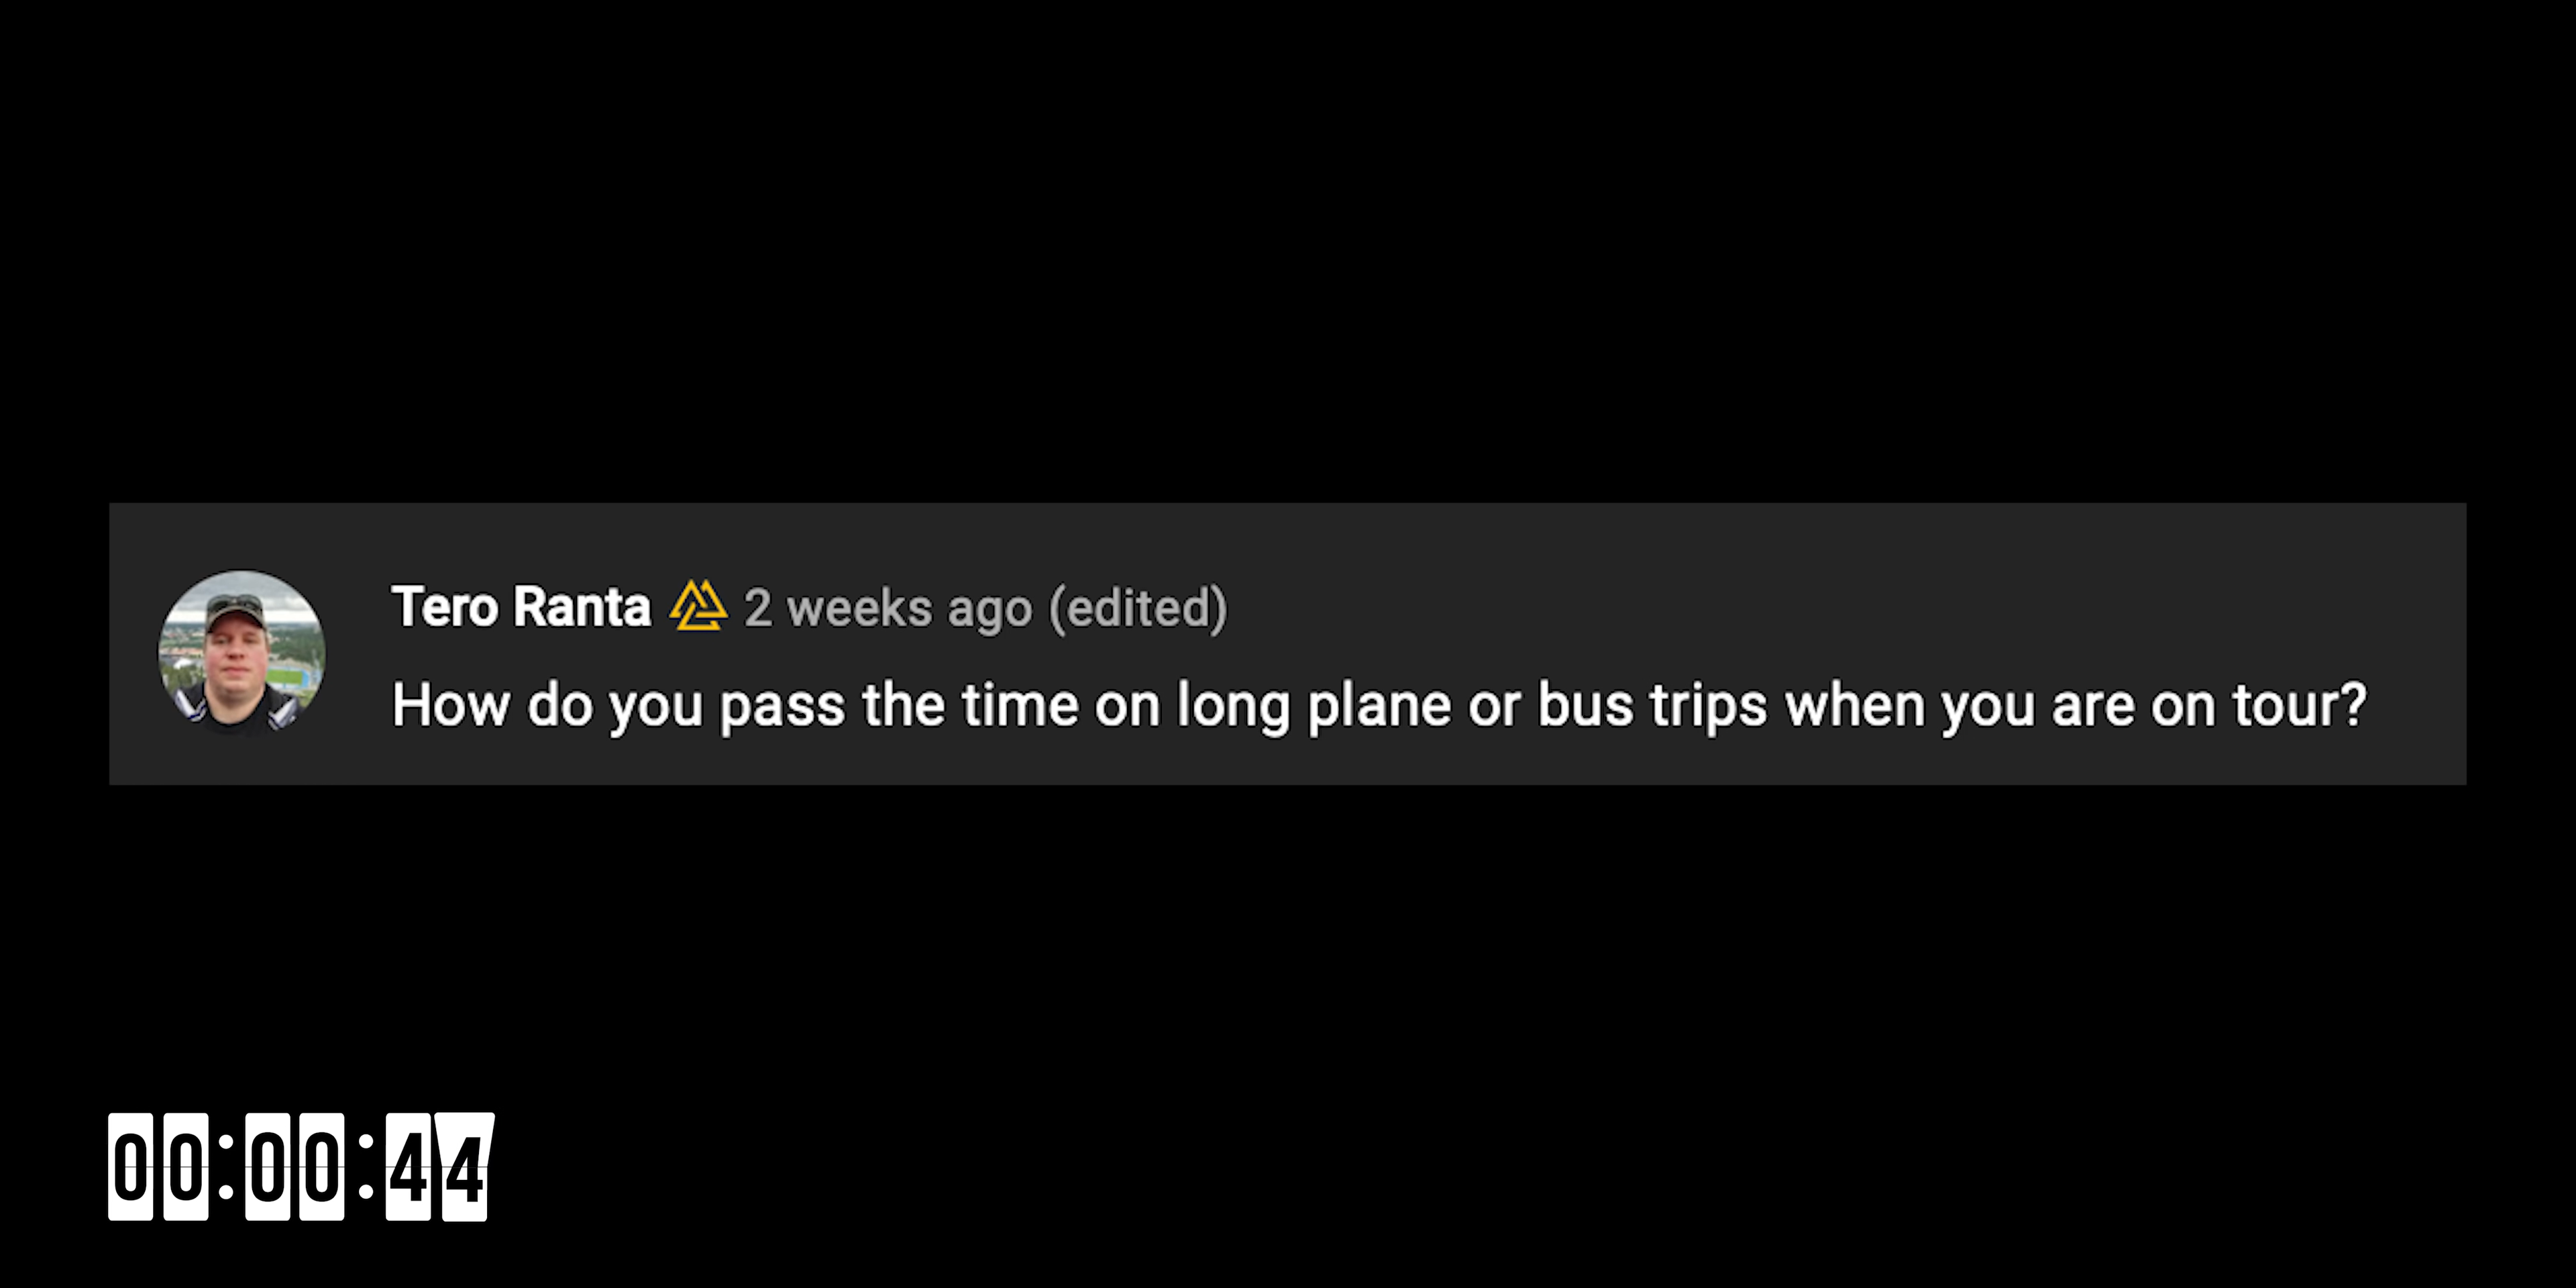 Tero Ranta 2 weeks ago (edited)
How do you pass the time on long plane or bus trips when you are on tour?
00:00:44